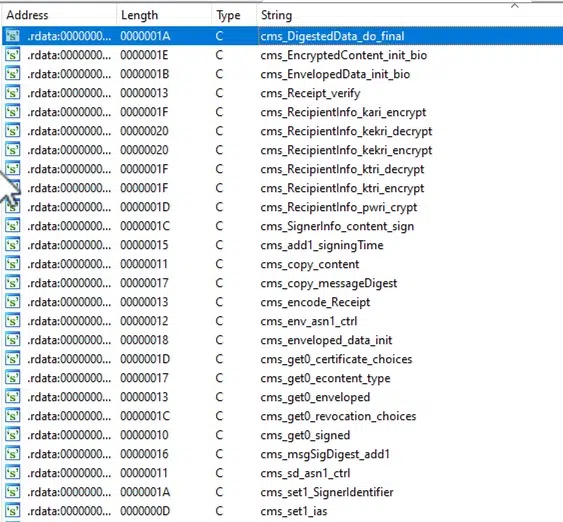 Address Length Type String
.rdata:0000000... 0000001A C cms_DigestedData_do_final
.rdata:0000000... 0000001E C cms_EncryptedContent_init_bio
.rdata:0000000... 0000001B C cms_EnvelopedData_init_bio
.rdata:0000000... 00000013 C cms_Receipt_verify
.rdata:0000000... 0000001F C cms_RecipientInfo_kari_encrypt
.rdata:0000000... 00000020 C cms_RecipientInfo_kekri_decrypt
.rdata:0000000... 00000020 C cms_RecipientInfo_kekri_encrypt
.rdata:0000000... 0000001F C cms_RecipientInfo_ktri_decrypt
.rdata:0000000... 0000001F C cms_RecipientInfo_ktri_encrypt
.rdata:0000000... 0000001D C cms_RecipientInfo_pwri_crypt
.rdata:0000000... 0000001C C cms_SignerInfo_content_sign
.rdata:0000000... 00000015 C cms_add1_signingTime
.rdata:0000000... 00000011 C cms_copy_content
.rdata:0000000... 00000017 C cms_copy_messageDigest
.rdata:0000000... 00000013 C cms_encode_Receipt
.rdata:0000000... 00000012 C cms_env_asn1_ctrl
.rdata:0000000... 00000018 C cms_enveloped_data_init
.rdata:0000000... 0000001D C cms_get0_certificate_choices
.rdata:0000000... 00000017 C cms_get0_econtent_type
.rdata:0000000... 00000013 C cms_get0_enveloped
.rdata:0000000... 0000001C C cms_get0_revocation_choices
.rdata:0000000... 00000010 C cms_get0_signed
.rdata:0000000... 00000016 C cms_msgSigDigest_add1
.rdata:0000000... 00000011 C cms_sd_asn1_ctrl
.rdata:0000000... 0000001A C cms_set1_SignerIdentifier
.rdata:0000000... 0000000D C cms_set1_ias